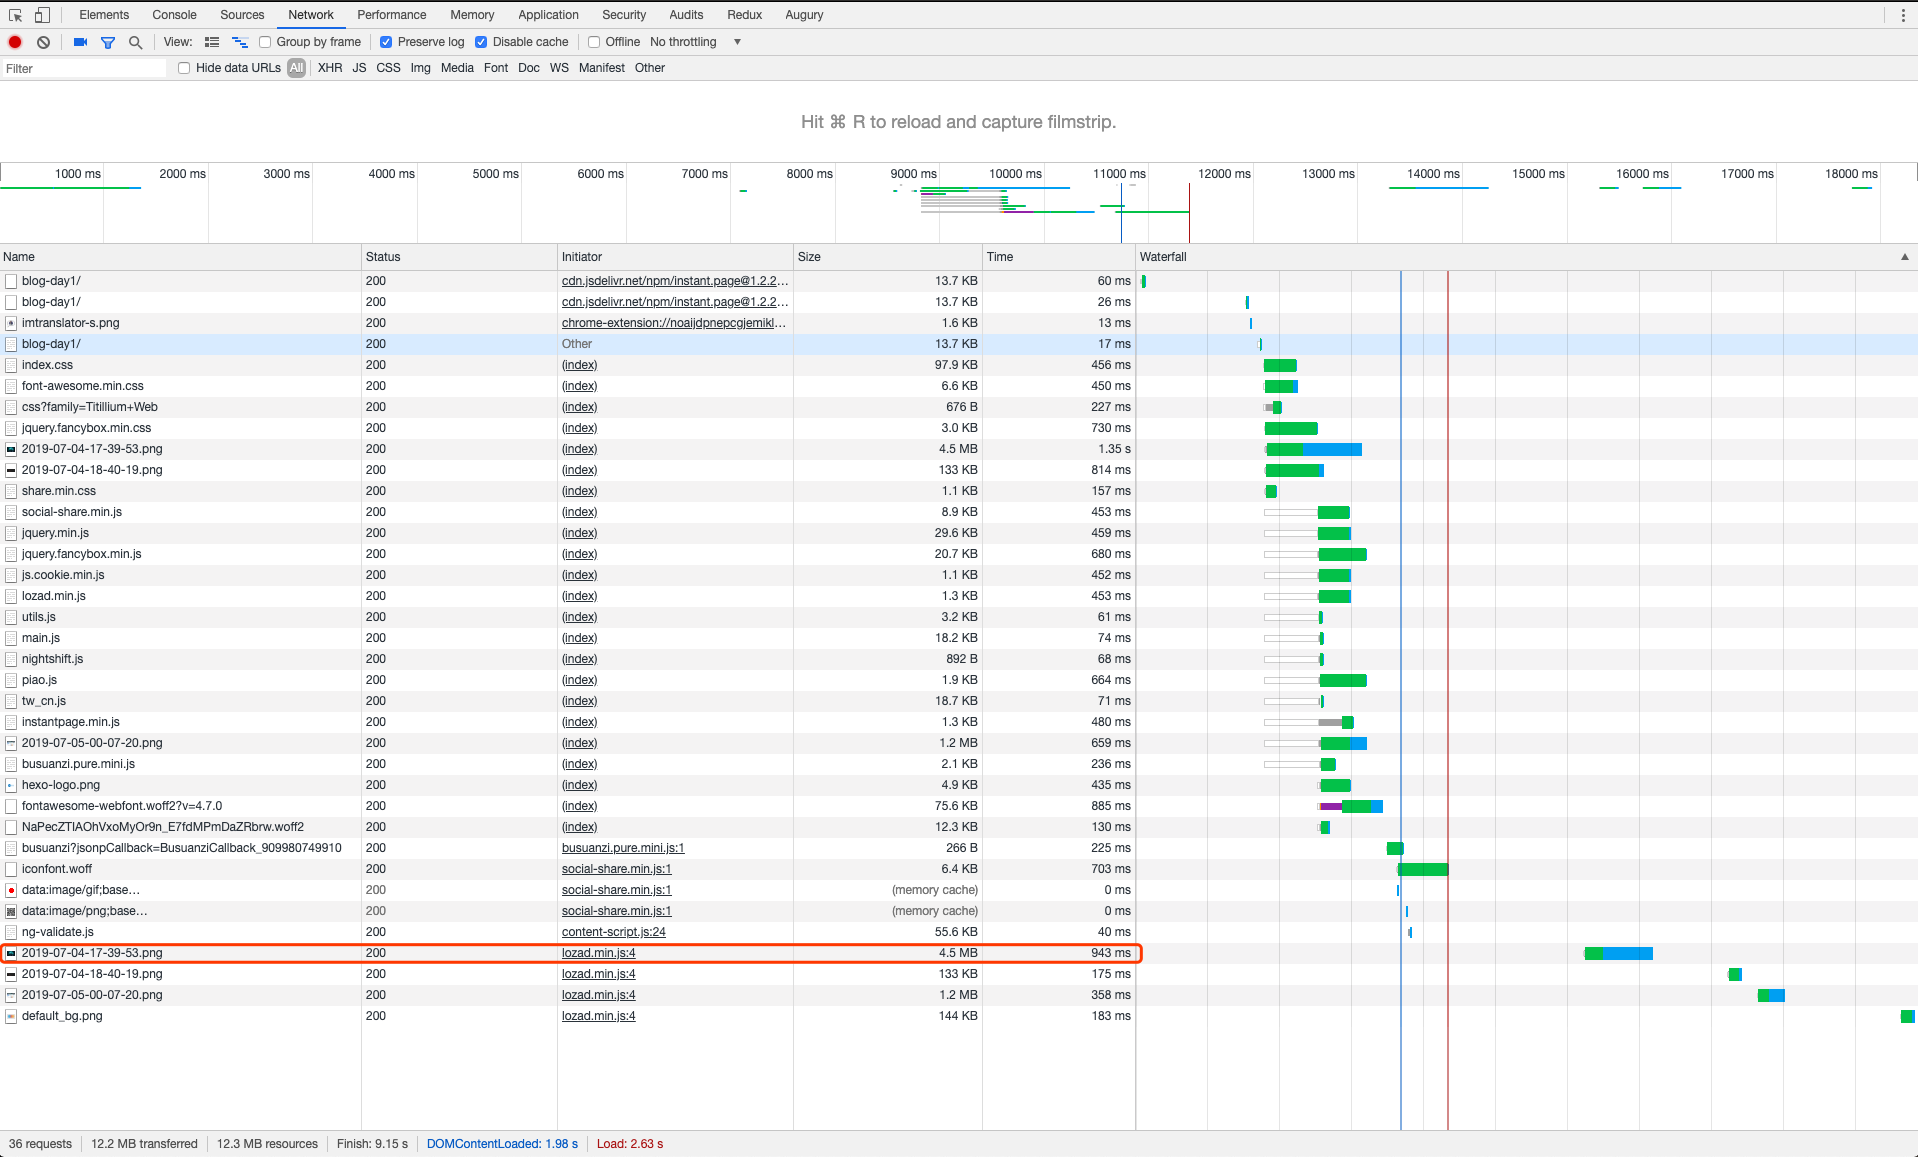 Elements Console Sources Network Performance Memory Application Security Audits Redux Augury
View: Group by frame Preserve log Disable cache Offline No throttling
Filter Hide data URLs All XHR JS CSS Img Media Font Doc WS Manifest Other
Hit ⌘ R to reload and capture filmstrip.
1000 ms 2000 ms 3000 ms 4000 ms 5000 ms 6000 ms 7000 ms 8000 ms 9000 ms 10000 ms 11000 ms 12000 ms 13000 ms 14000 ms 15000 ms 16000 ms 17000 ms 18000 ms
Name Status Initiator Size Time Waterfall
blog-day1/ 200 cdn.jsdelivr.net/npm/instant.page@1.2.2... 13.7 KB 60 ms
blog-day1/ 200 cdn.jsdelivr.net/npm/instant.page@1.2.2... 13.7 KB 26 ms
imtranslator-s.png 200 chrome-extension://noaijdpnepcgjemikl... 1.6 KB 13 ms
blog-day1/ 200 Other 13.7 KB 17 ms
index.css 200 (index) 97.9 KB 456 ms
font-awesome.min.css 200 (index) 6.6 KB 450 ms
css?family=Titillium+Web 200 (index) 676 B 227 ms
jquery.fancybox.min.css 200 (index) 3.0 KB 730 ms
2019-07-04-17-39-53.png 200 (index) 4.5 MB 1.35 s
2019-07-04-18-40-19.png 200 (index) 133 KB 814 ms
share.min.css 200 (index) 1.1 KB 157 ms
social-share.min.js 200 (index) 8.9 KB 453 ms
jquery.min.js 200 (index) 29.6 KB 459 ms
jquery.fancybox.min.js 200 (index) 20.7 KB 680 ms
js.cookie.min.js 200 (index) 1.1 KB 452 ms
lozad.min.js 200 (index) 1.3 KB 453 ms
utils.js 200 (index) 3.2 KB 61 ms
main.js 200 (index) 18.2 KB 74 ms
nightshift.js 200 (index) 892 B 68 ms
piao.js 200 (index) 1.9 KB 664 ms
tw_cn.js 200 (index) 18.7 KB 71 ms
instantpage.min.js 200 (index) 1.3 KB 480 ms
2019-07-05-00-07-20.png 200 (index) 1.2 MB 659 ms
busuanzi.pure.mini.js 200 (index) 2.1 KB 236 ms
hexo-logo.png 200 (index) 4.9 KB 435 ms
fontawesome-webfont.woff2?v=4.7.0 200 (index) 75.6 KB 885 ms
NaPecZTIAOhVxoMyOr9n_E7fdMPmDaZRbrw.woff2 200 (index) 12.3 KB 130 ms
busuanzi?jsonpCallback=BusuanziCallback_909980749910 200 busuanzi.pure.mini.js:1 266 B 225 ms
iconfont.woff 200 social-share.min.js:1 6.4 KB 703 ms
data:image/gif;base... 200 social-share.min.js:1 (memory cache) 0 ms
data:image/png;base... 200 social-share.min.js:1 (memory cache) 0 ms
ng-validate.js 200 content-script.js:24 55.6 KB 40 ms
2019-07-04-17-39-53.png 200 lozad.min.js:4 4.5 MB 943 ms
2019-07-04-18-40-19.png 200 lozad.min.js:4 133 KB 175 ms
2019-07-05-00-07-20.png 200 lozad.min.js:4 1.2 MB 358 ms
default_bg.png 200 lozad.min.js:4 144 KB 183 ms
36 requests 12.2 MB transferred 12.3 MB resources Finish: 9.15 s DOMContentLoaded: 1.98 s Load: 2.63 s